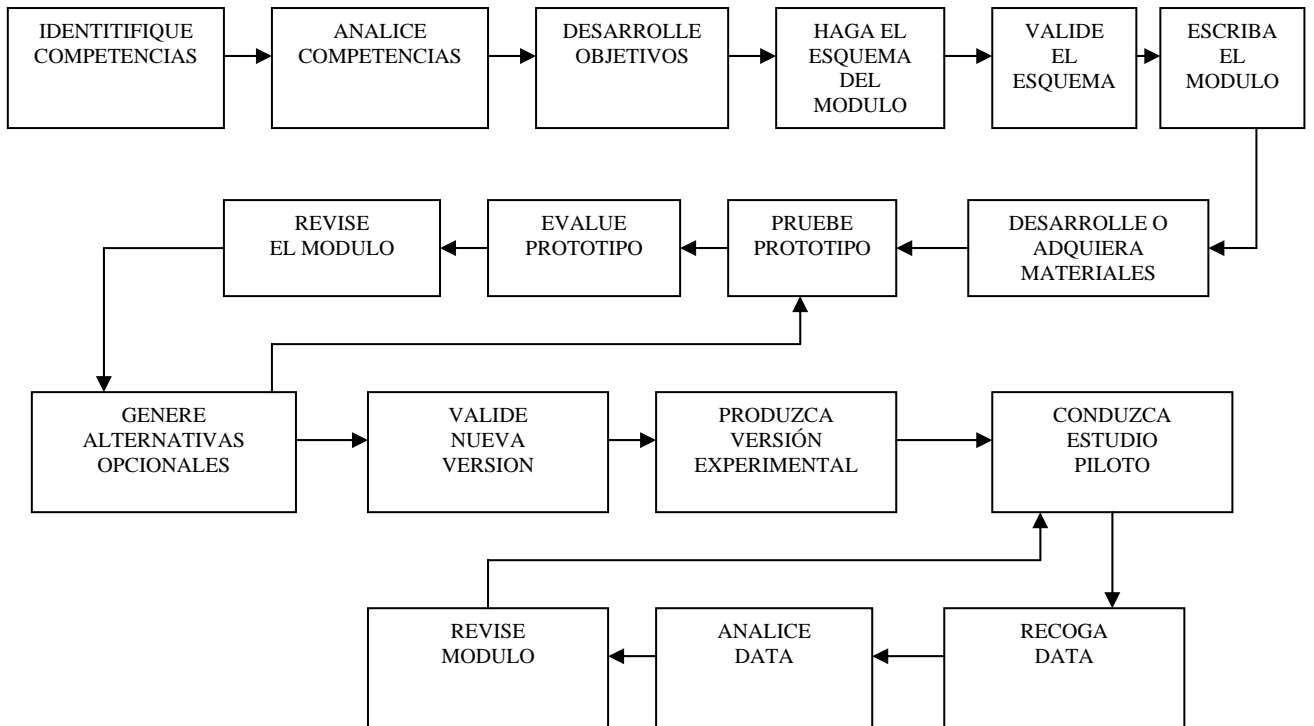 IDENTITIFIQUE
COMPETENCIAS
ANALICE
COMPETENCIAS
DESARROLLE
OBJETIVOS
HAGA EL
ESQUEMA
DEL
MODULO
VALIDE
EL
ESQUEMA
ESCRIBA
EL
MODULO
REVISE
EL MODULO
EVALUE
PROTOTIPO
PRUEBE
PROTOTIPO
DESARROLLE O
ADQUIERA
MATERIALES
GENERE
ALTERNATIVAS
OPCIONALES
VALIDE
NUEVA
VERSION
PRODUZCA
VERSIÓN
EXPERIMENTAL
CONDUZCA
ESTUDIO
PILOTO
REVISE
MODULO
ANALICE
DATA
RECOGA
DATA